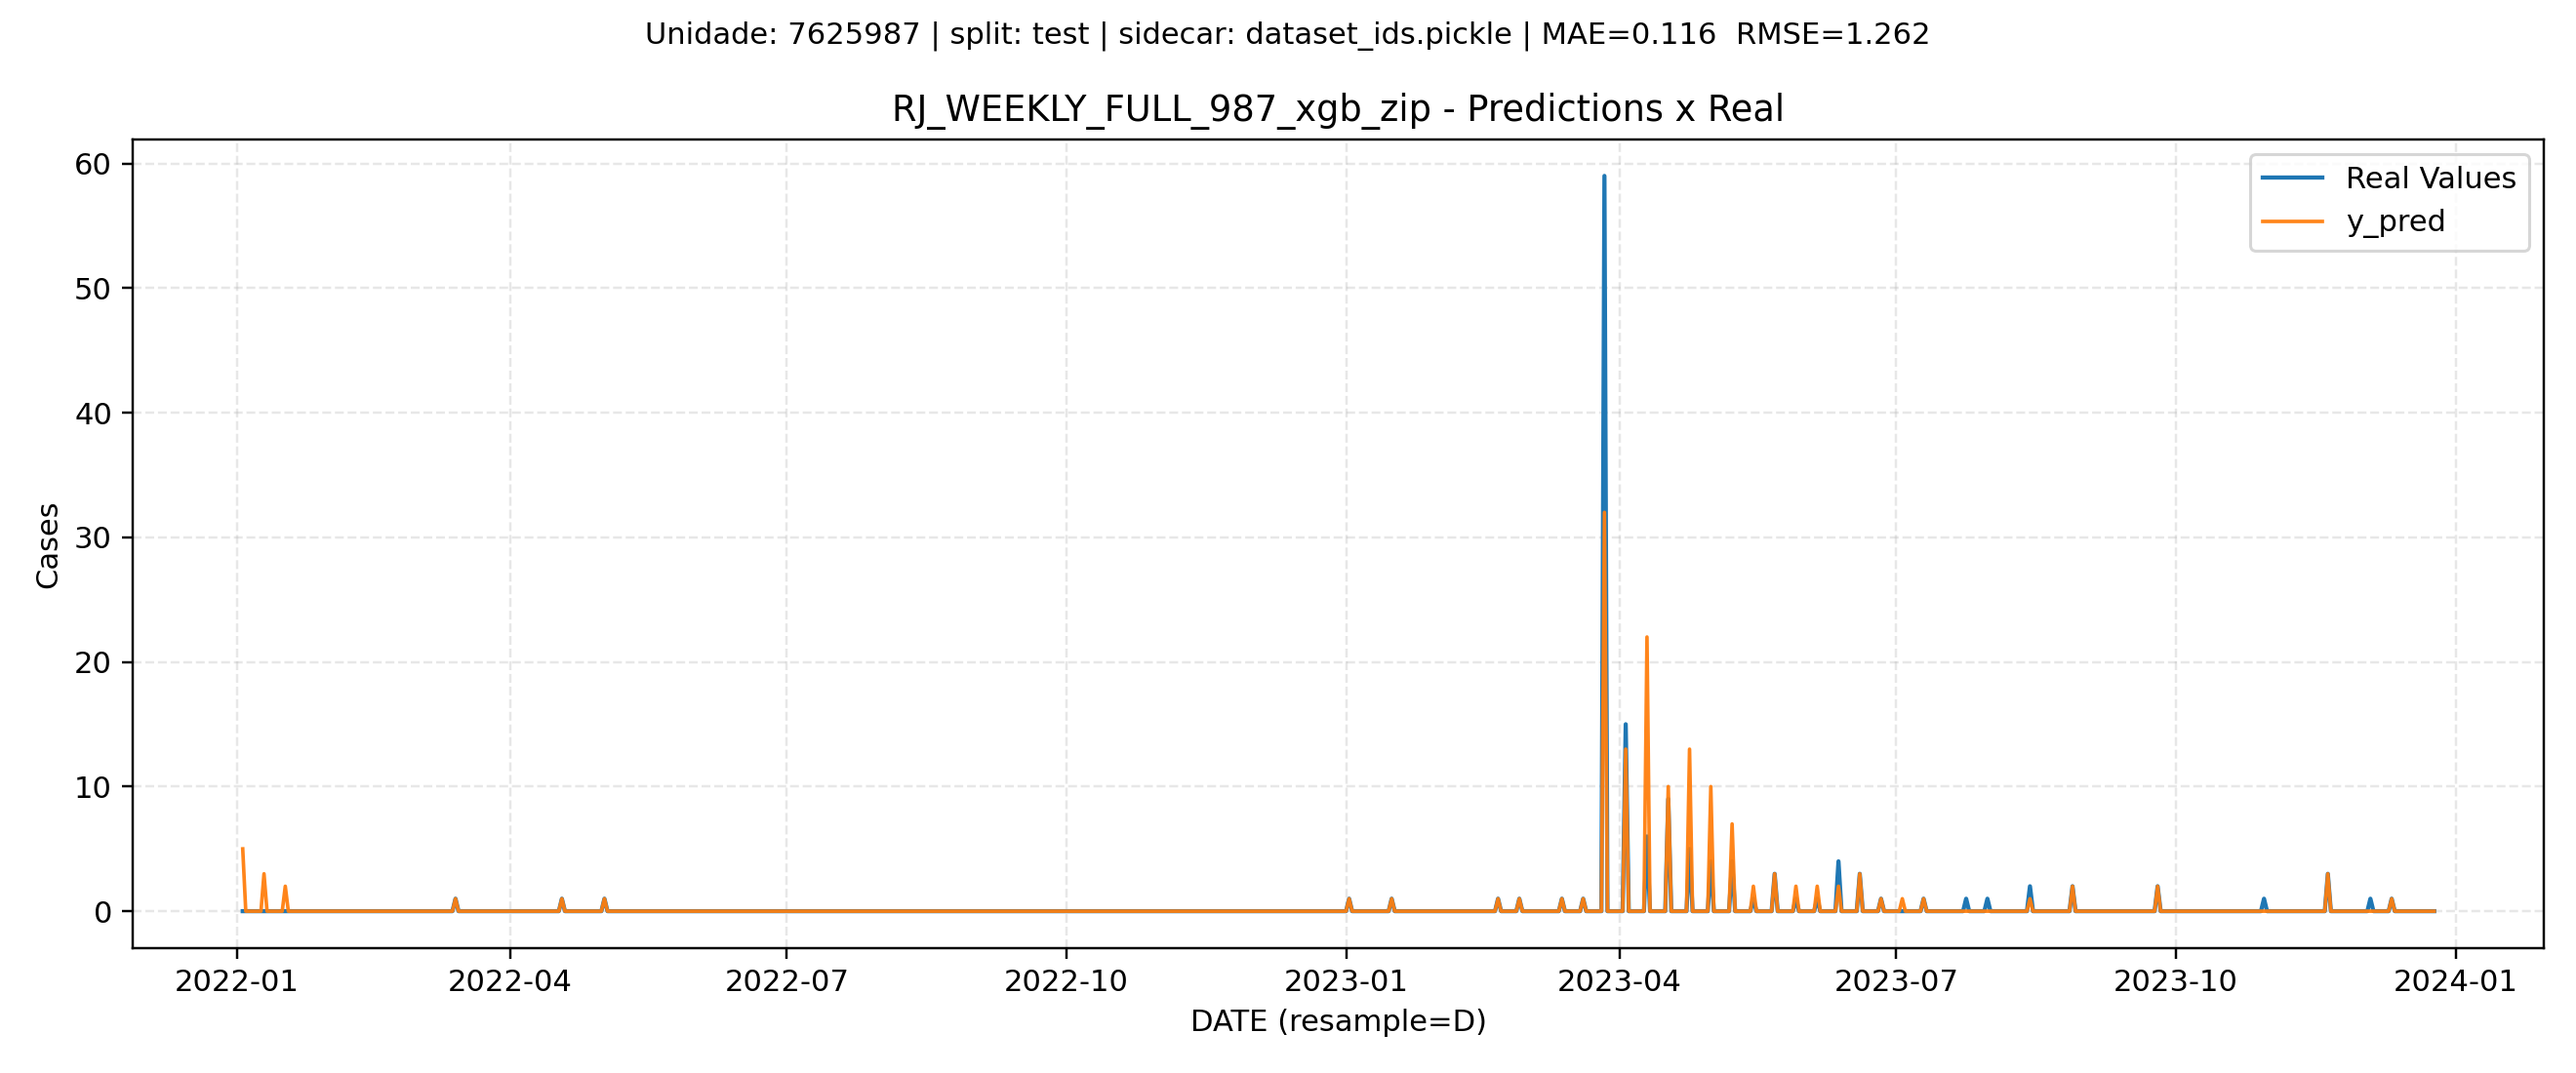 Unidade: 7625987 | split: test | sidecar: dataset_ids.pickle | MAE=0.116  RMSE=1.262
RJ_WEEKLY_FULL_987_xgb_zip - Predictions x Real
Real Values
y_pred
60
50
40
30
20
10
0
Cases
2022-01
2022-04
2022-07
2022-10
2023-01
2023-04
2023-07
2023-10
2024-01
DATE (resample=D)